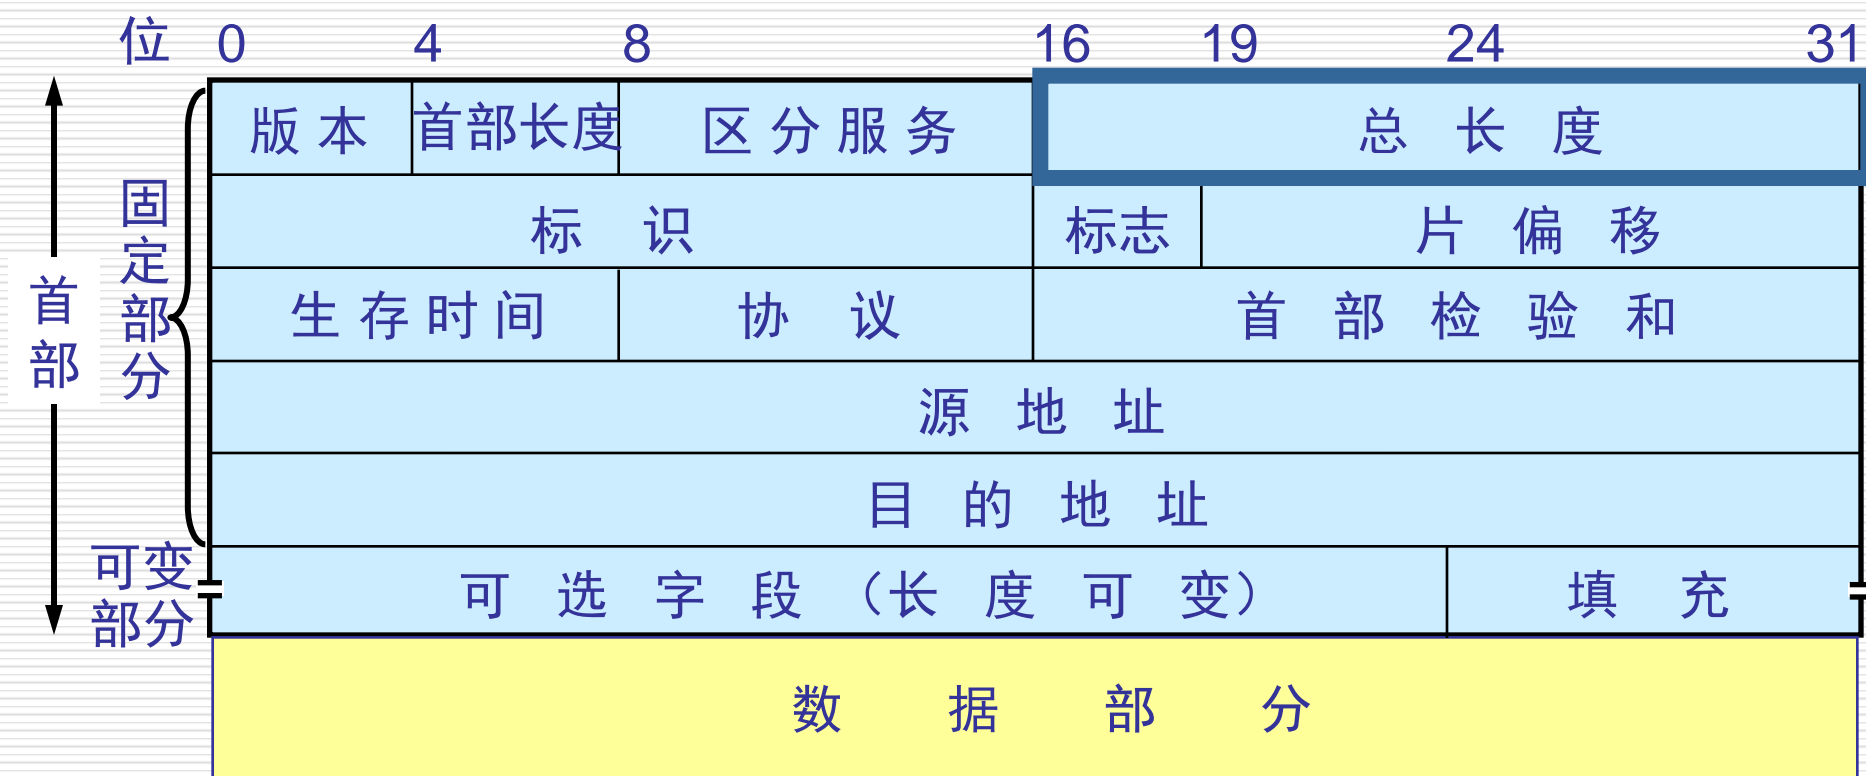 位 0 4 8 16 19 24 31
版本 首部长度 区分服务 总长度
标识 标志 片偏移
生存时间 协议 首部检验和
源地址
目的地址
可选字段（长度可变） 填充
数据部分
首部
固定部分
可变
部分